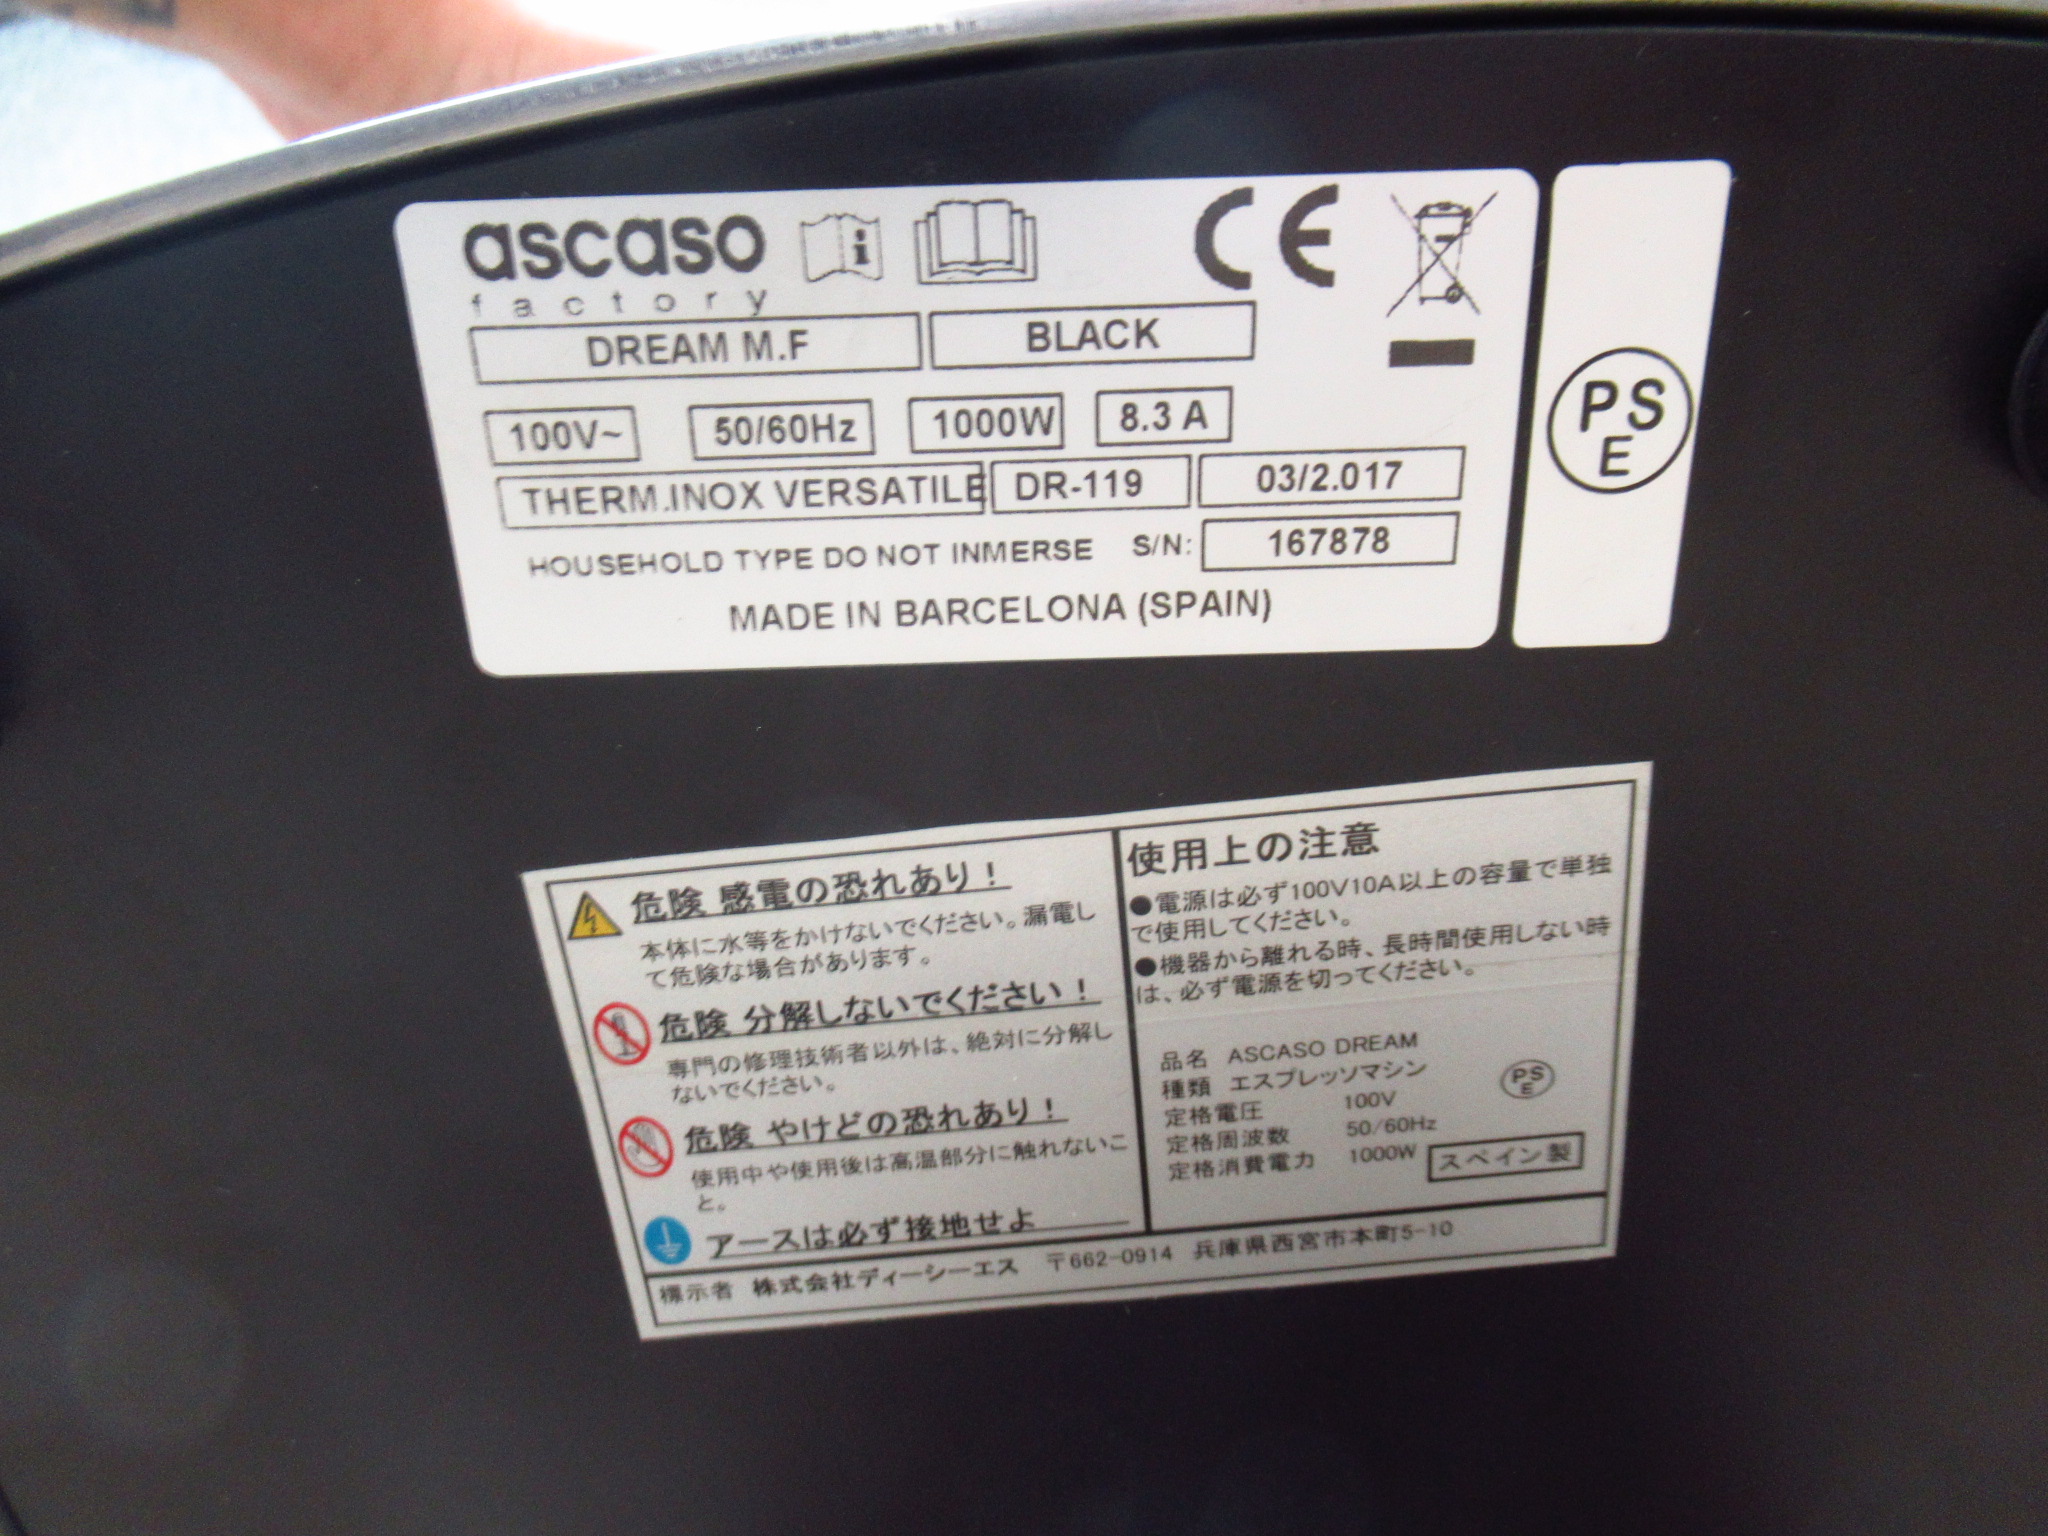 ascaso
factory
DREAM M.F BLACK
100V~ 50/60Hz 1000W 8.3 A
THERM.INOX VERSATILE DR-119 03/2.017
HOUSEHOLD TYPE DO NOT INMERSE S/N: 167878
MADE IN BARCELONA (SPAIN)
CE
PS
E
危険 感電の恐れあり！
本体に水等をかけないでください。漏電し
て危険な場合があります。
危険 分解しないでください！
専門の修理技術者以外は、絶対に分解し
ないでください。
危険 やけどの恐れあり！
使用中や使用後は高温部分に触れないこ
と。
アースは必ず接地せよ
使用上の注意
●電源は必ず100V10A以上の容量で単独
で使用してください。
●機器から離れる時、長時間使用しない時
は、必ず電源を切ってください。
品名 ASCASO DREAM
種類 エスプレッソマシン
定格電圧 100V
定格周波数 50/60Hz
定格消費電力 1000W
PS
E
スペイン製
標示者 株式会社ディーシーエス 〒662-0914 兵庫県西宮市本町5-10